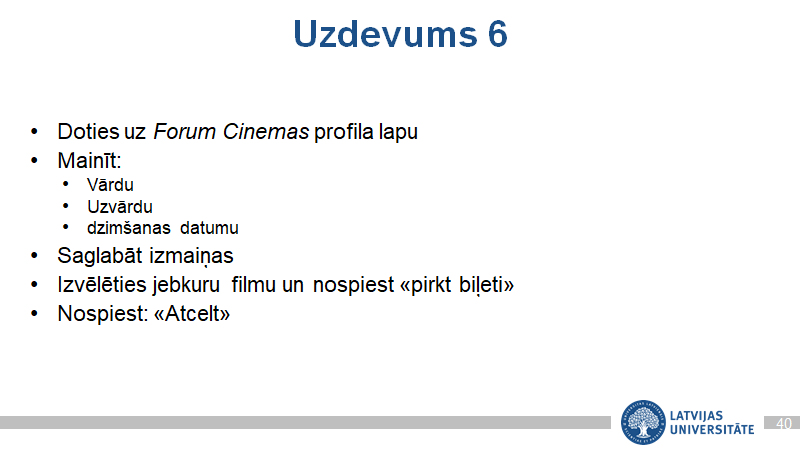 Uzdevums 6
• Doties uz Forum Cinemas profila lapu
• Mainīt:
• Vārdu
• Uzvārdu
• dzimšanas datumu
• Saglabāt izmaiņas
• Izvēlēties jebkuru filmu un nospiest «pirkt biļeti»
• Nospiest: «Atcelt»
LATVIJAS
UNIVERSITĀTE
40